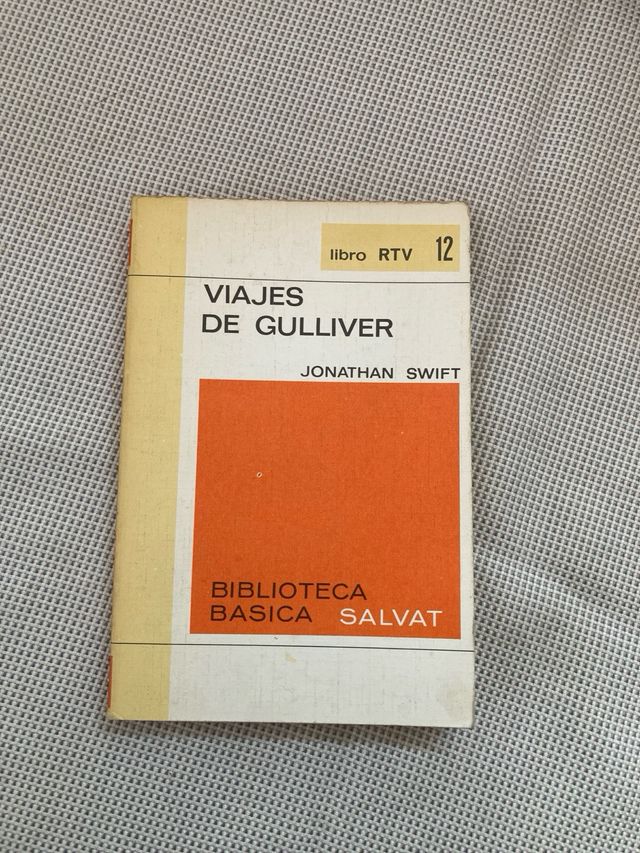 libro RTV 12
VIAJES
DE GULLIVER
JONATHAN SWIFT
BIBLIOTECA
BASICA SALVAT